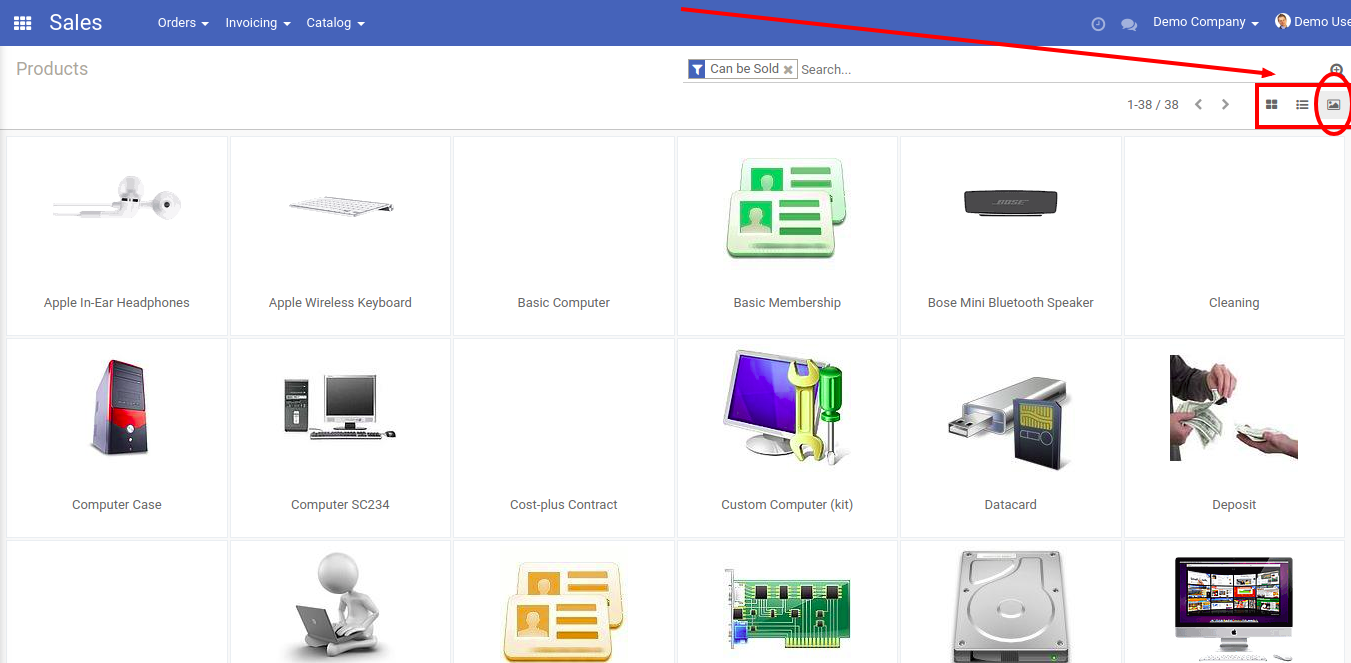 Sales Orders Invoicing Catalog Demo Company Demo Use
Products Can be Sold Search...
1-38 / 38
BOSE
Apple In-Ear Headphones Apple Wireless Keyboard Basic Computer Basic Membership Bose Mini Bluetooth Speaker Cleaning
Computer Case Computer SC234 Cost-plus Contract Custom Computer (kit) Datacard Deposit